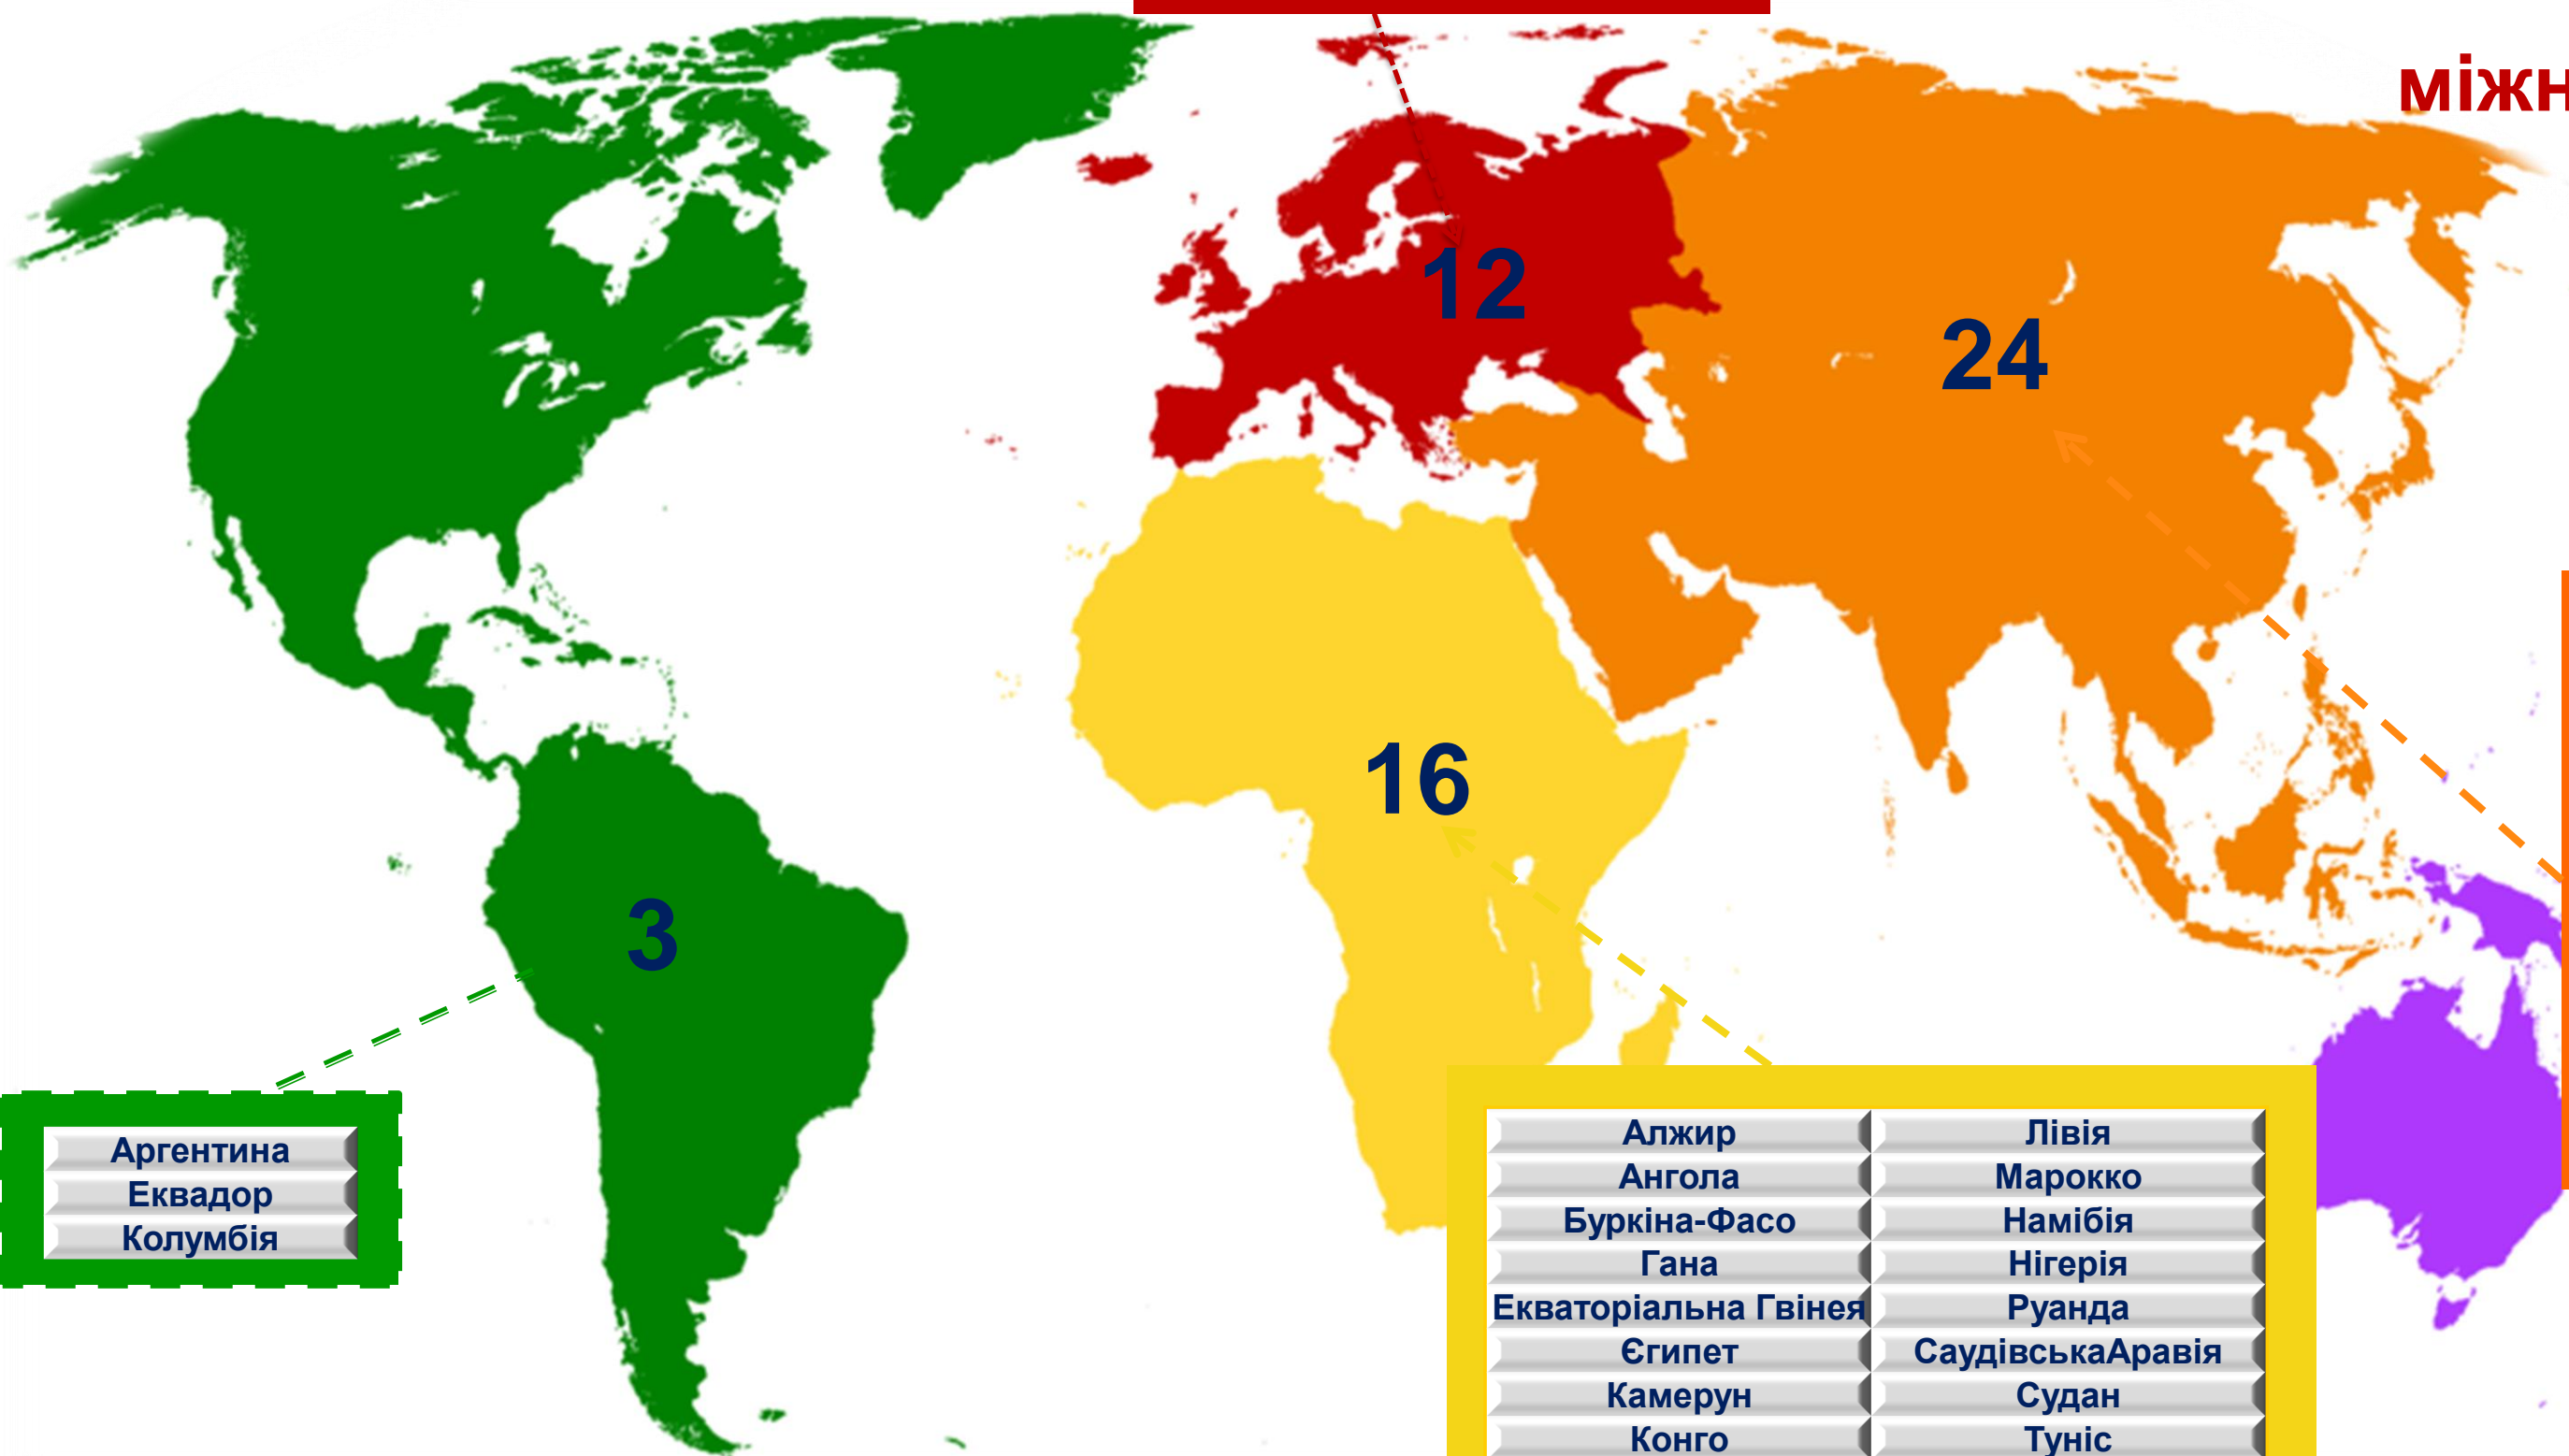 міжн
12
24
16
3
Аргентина
Еквадор
Колумбія
Алжир Лівія
Ангола Марокко
Буркіна-Фасо Намібія
Гана Нігерія
Екваторіальна Гвінея Руанда
Єгипет СаудівськаАравія
Камерун Судан
Конго Туніс